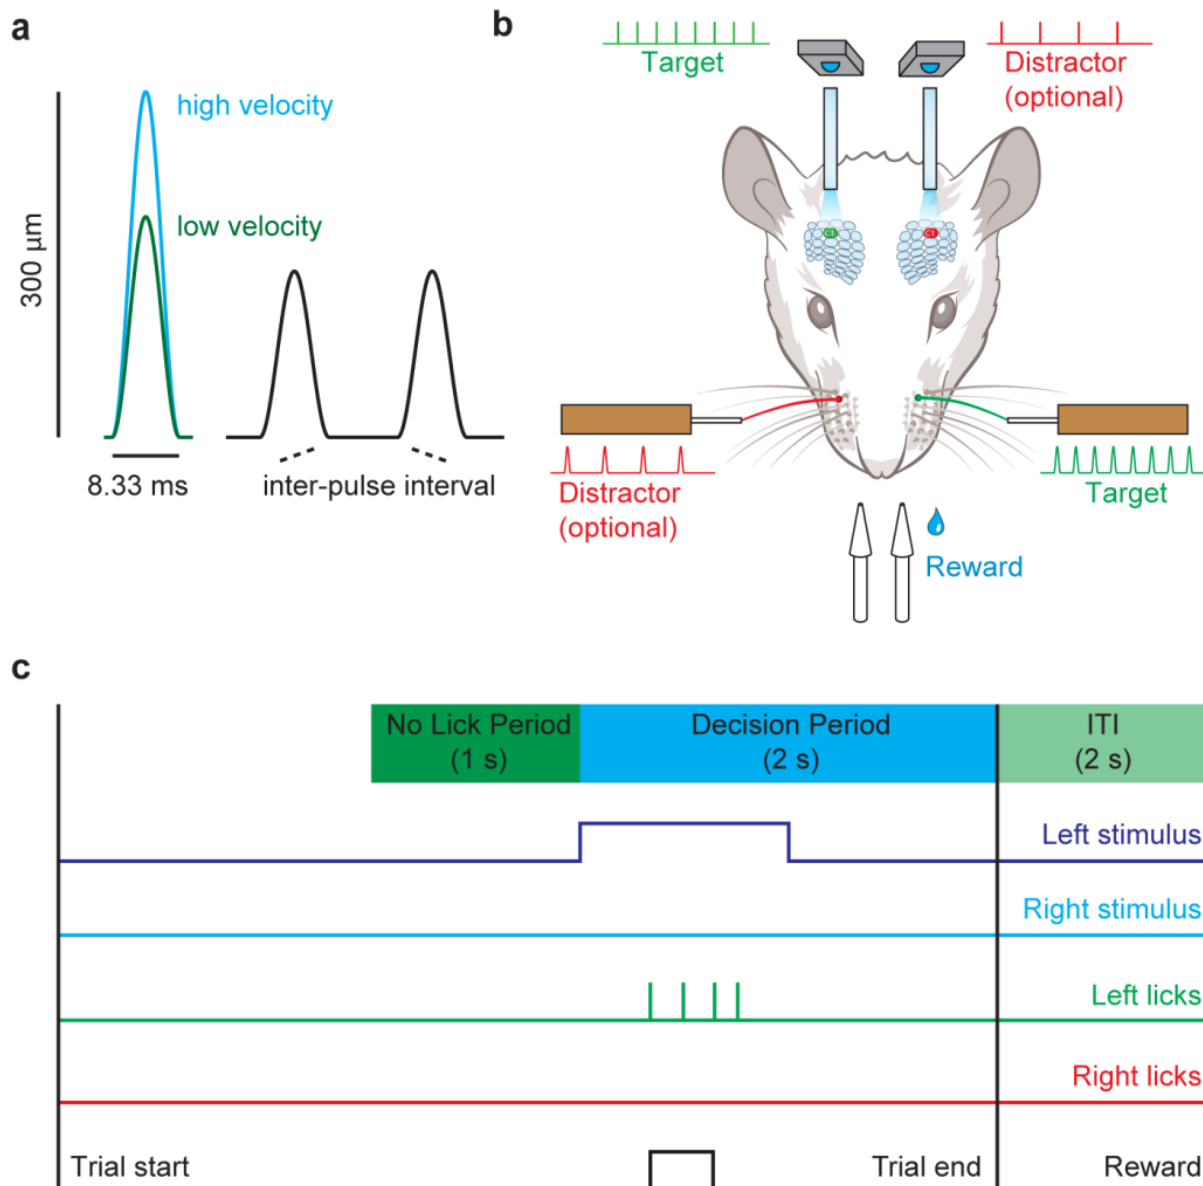 a
high velocity
low velocity
300 µm
8.33 ms
inter-pulse interval
b
Target
Distractor
(optional)
C1
C1
Distractor
(optional)
Target
Reward
c
No Lick Period
(1 s)
Decision Period
(2 s)
ITI
(2 s)
Left stimulus
Right stimulus
Left licks
Right licks
Trial start
Trial end
Reward